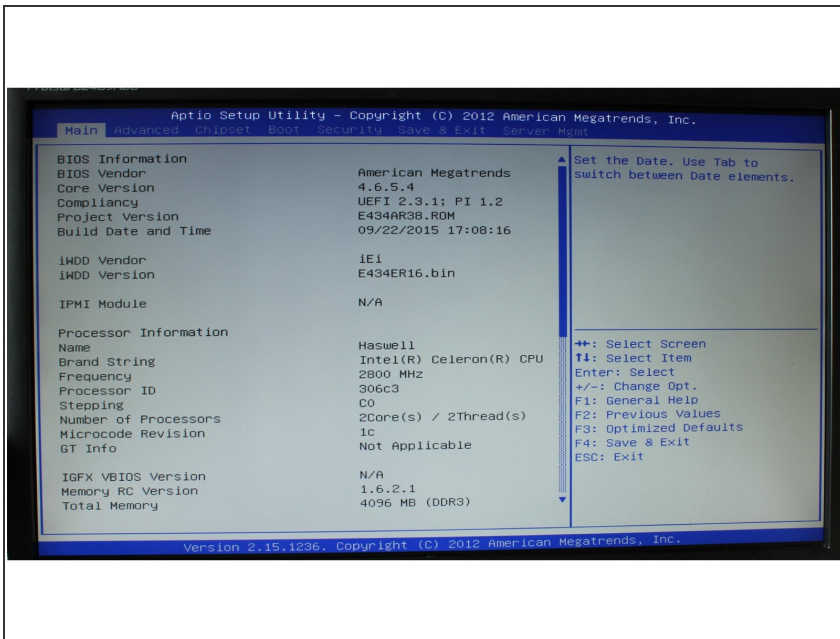 Aptio Setup Utility - Copyright (C) 2012 American Megatrends, Inc.
Main Advanced Chipset Boot Security Save & Exit Server Mgmt
BIOS Information
BIOS Vendor American Megatrends
Core Version 4.6.5.4
Compliancy UEFI 2.3.1; PI 1.2
Project Version E434AR38.ROM
Build Date and Time 09/22/2015 17:08:16
iWDD Vendor iEi
iWDD Version E434ER16.bin
IPMI Module N/A
Processor Information
Name Haswell
Brand String Intel(R) Celeron(R) CPU
Frequency 2800 MHz
Processor ID 306c3
Stepping C0
Number of Processors 2Core(s) / 2Thread(s)
Microcode Revision 1c
GT Info Not Applicable
IGFX VBIOS Version N/A
Memory RC Version 1.6.2.1
Total Memory 4096 MB (DDR3)
Set the Date. Use Tab to
switch between Date elements.
→←: Select Screen
↑↓: Select Item
Enter: Select
+/-: Change Opt.
F1: General Help
F2: Previous Values
F3: Optimized Defaults
F4: Save & Exit
ESC: Exit
Version 2.15.1236. Copyright (C) 2012 American Megatrends, Inc.